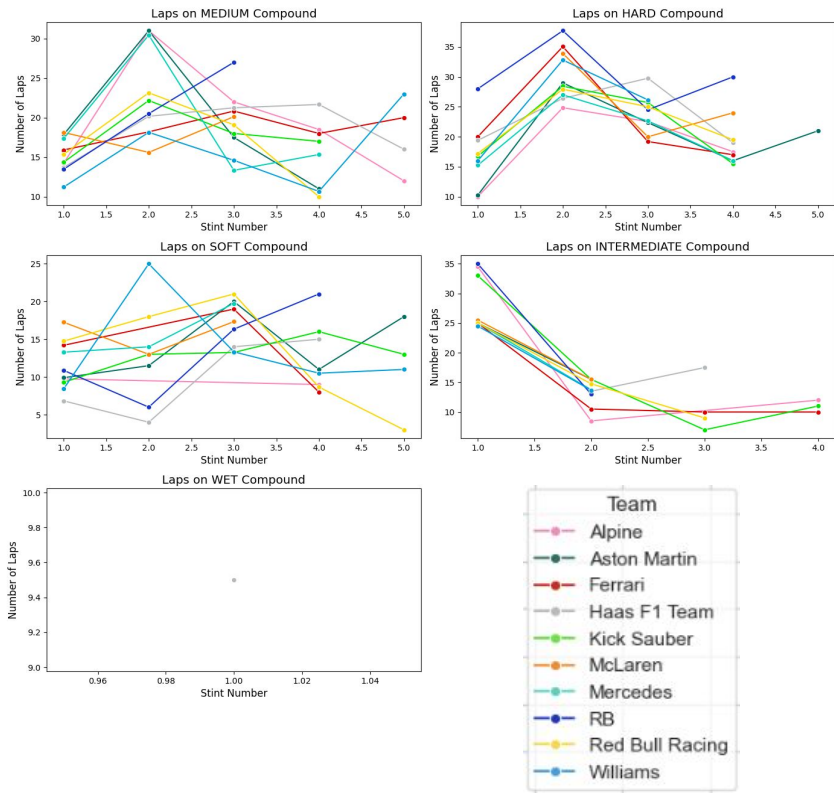 Laps on MEDIUM Compound
Number of Laps
30
25
20
15
10
1.0 1.5 2.0 2.5 3.0 3.5 4.0 4.5 5.0
Stint Number
Laps on HARD Compound
Number of Laps
35
30
25
20
15
10
1.0 1.5 2.0 2.5 3.0 3.5 4.0 4.5 5.0
Stint Number
Laps on SOFT Compound
Number of Laps
25
20
15
10
5
1.0 1.5 2.0 2.5 3.0 3.5 4.0 4.5 5.0
Stint Number
Laps on INTERMEDIATE Compound
Number of Laps
35
30
25
20
15
10
1.0 1.5 2.0 2.5 3.0 3.5 4.0
Stint Number
Laps on WET Compound
Number of Laps
10.0
9.8
9.6
9.4
9.2
9.0
0.96 0.98 1.00 1.02 1.04
Stint Number
Team
Alpine
Aston Martin
Ferrari
Haas F1 Team
Kick Sauber
McLaren
Mercedes
RB
Red Bull Racing
Williams